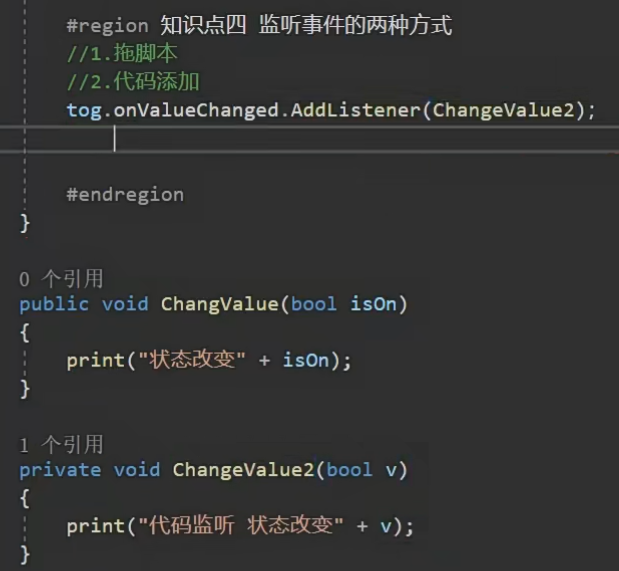 #region 知识点四 监听事件的两种方式
//1.拖脚本
//2.代码添加
tog.onValueChanged.AddListener(ChangeValue2);
#endregion
}
0 个引用
public void ChangValue(bool isOn)
{
print("状态改变" + isOn);
}
1 个引用
private void ChangeValue2(bool v)
{
print("代码监听 状态改变" + v);
}